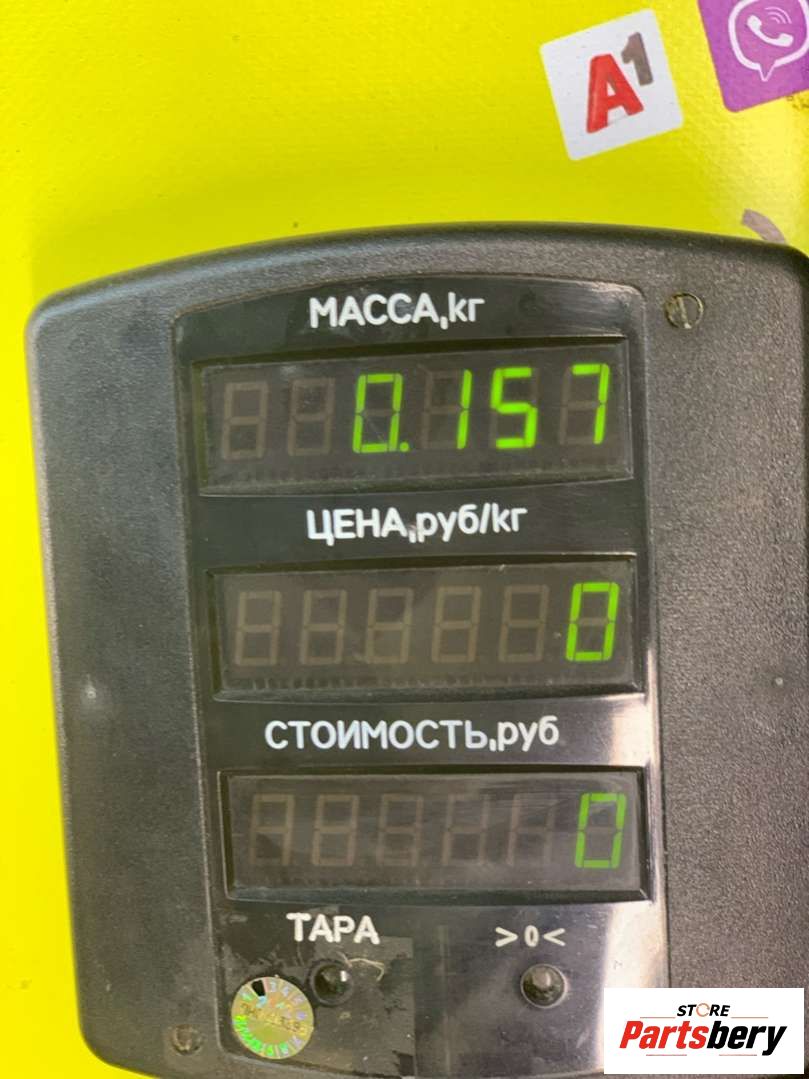 A1
МАССА,кг
0.157
ЦЕНА,руб/кг
0
СТОИМОСТЬ,руб
0
ТАРА
>0<
STORE
Partsbery